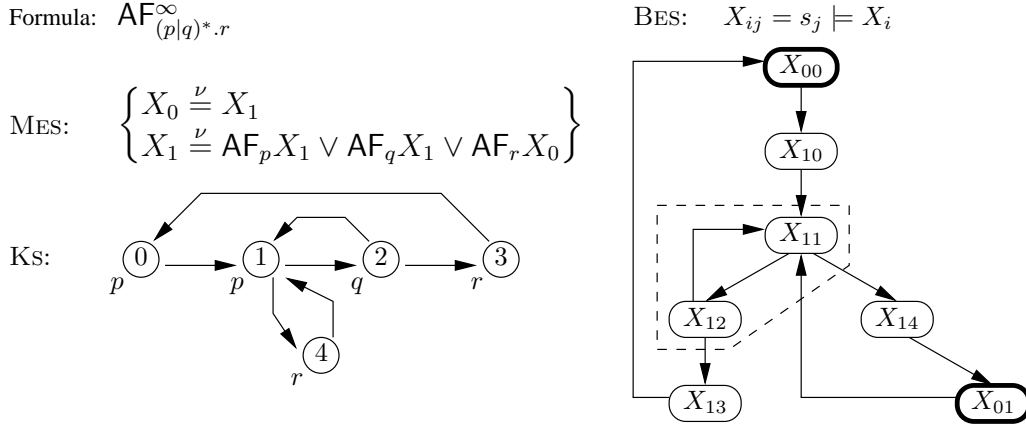 Formula: AF^∞_{(p|q)*.r}
BES: X_{ij} = s_j ⊨ X_i
MES: { X_0 =^ν X_1
X_1 =^ν AF_p X_1 ∨ AF_q X_1 ∨ AF_r X_0 }
KS:
0 p
1 p
2 q
3 r
4 r
X_{00}
X_{10}
X_{11}
X_{12}
X_{14}
X_{13}
X_{01}